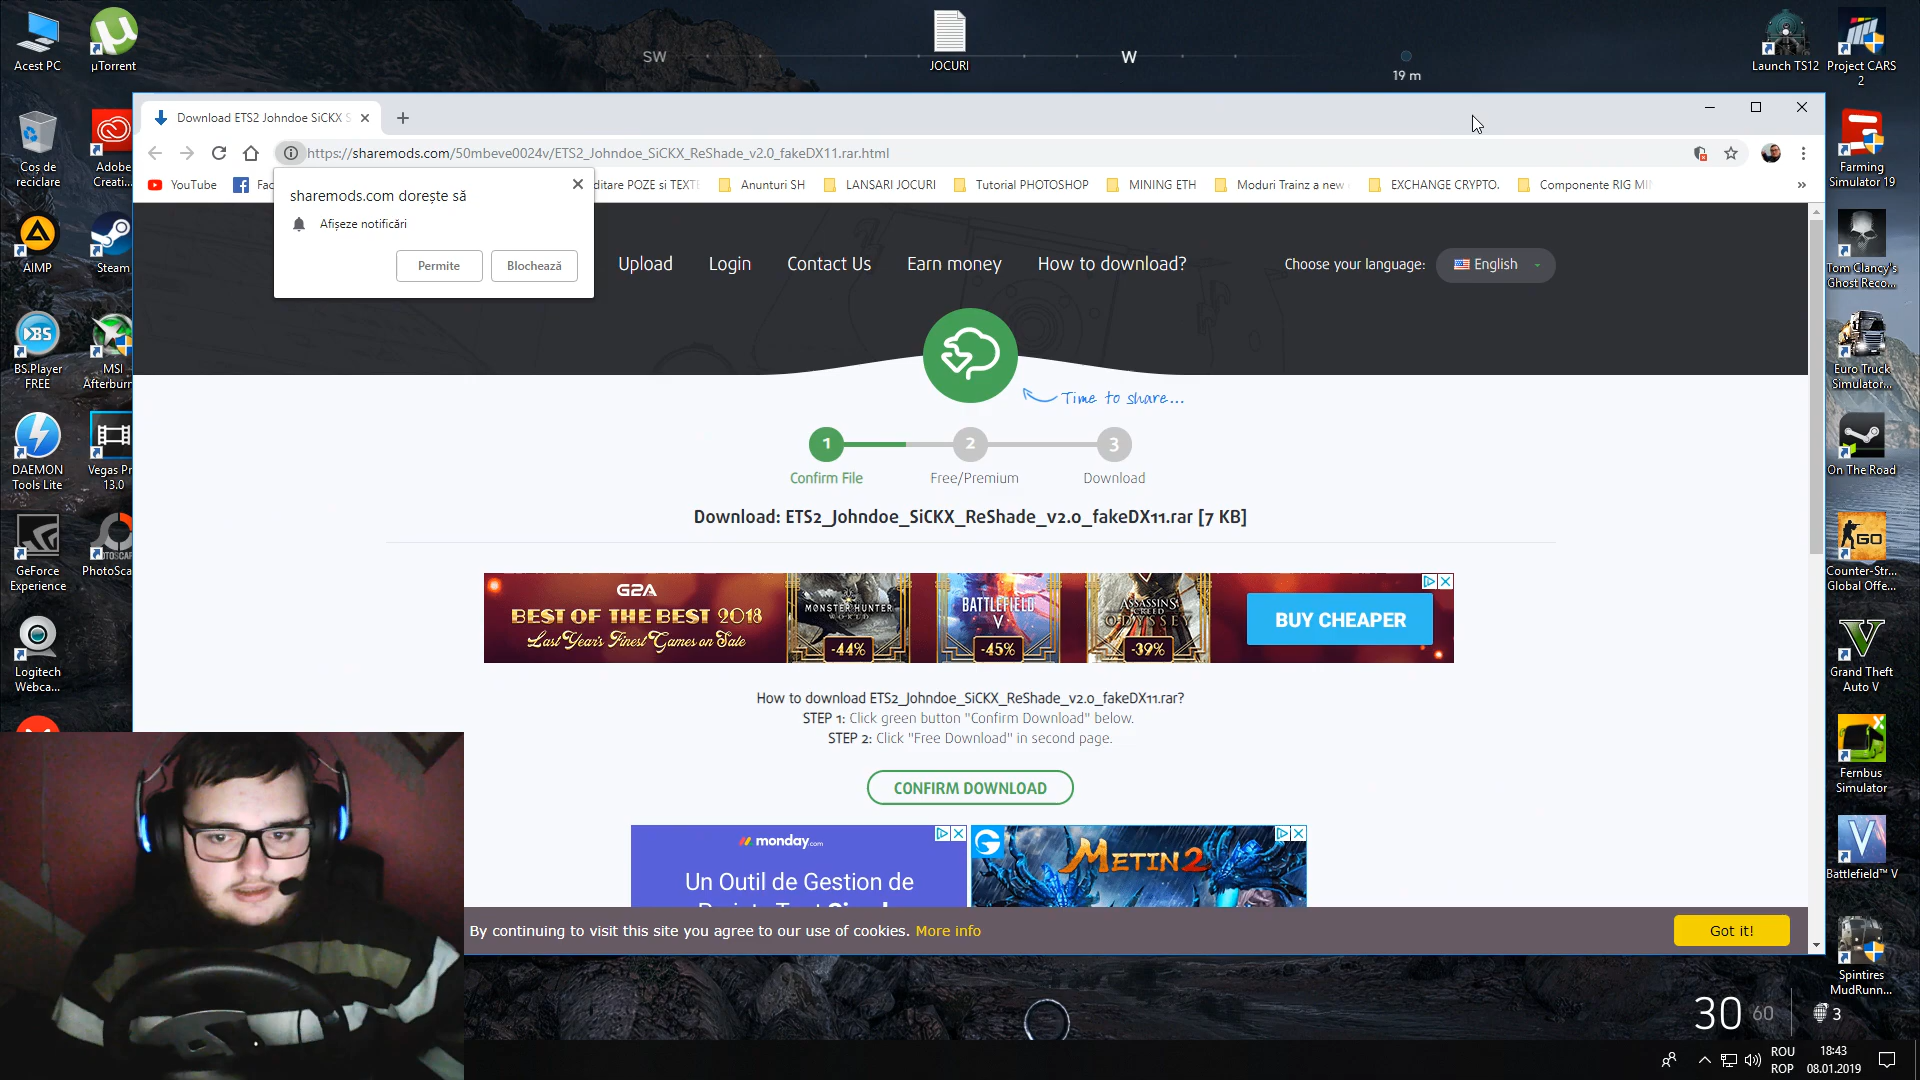 Acest PC
µTorrent
SW
W
19 m
JOCURI
Launch TS12
Project CARS
2
Coș de
reciclare
Adobe
Creati...
AIMP
Steam
BS.Player
FREE
MSI
Afterburn
DAEMON
Tools Lite
Vegas Pr
13.0
GeForce
Experience
PhotoSca
Logitech
Webca...
Download ETS2 Johndoe SiCKX S
https://sharemods.com/50mbeve0024v/ETS2_Johndoe_SiCKX_ReShade_v2.0_fakeDX11.rar.html
YouTube
Fac
ditare POZE si TEXT
Anunturi SH
LANSARI JOCURI
Tutorial PHOTOSHOP
MINING ETH
Moduri Trainz a new
EXCHANGE CRYPTO.
Componente RIG MIN
»
sharemods.com dorește să
Afișeze notificări
Permite
Blochează
Upload
Login
Contact Us
Earn money
How to download?
Choose your language:
English
Time to share...
1
2
3
Confirm File
Free/Premium
Download
Download: ETS2_Johndoe_SiCKX_ReShade_v2.0_fakeDX11.rar [7 KB]
G2A
BEST OF THE BEST 2018
Last Year's Finest Games on Sale
MONSTER HUNTER
WORLD
-44%
BATTLEFIELD
V
-45%
ASSASSIN'S
CREED
ODYSSEY
-39%
BUY CHEAPER
How to download ETS2_Johndoe_SiCKX_ReShade_v2.0_fakeDX11.rar?
STEP 1: Click green button "Confirm Download" below.
STEP 2: Click "Free Download" in second page.
CONFIRM DOWNLOAD
monday.com
Un Outil de Gestion de
METIN2
By continuing to visit this site you agree to our use of cookies. More info
Got it!
Farming
Simulator 19
Tom Clancy's
Ghost Reco...
Euro Truck
Simulator...
On The Road
GO
Counter-Str...
Global Offe...
Grand Theft
Auto V
Fernbus
Simulator
Battlefield™ V
Spintires
MudRunn...
30 60
3
ROU
ROP
18:43
08.01.2019